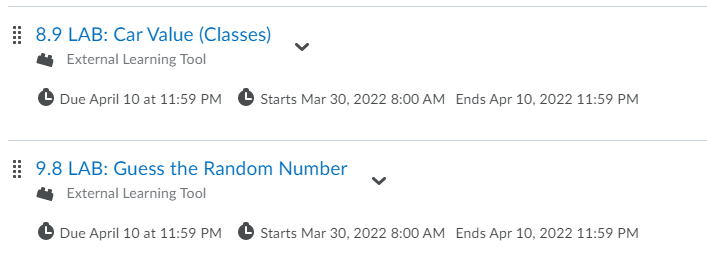 8.9 LAB: Car Value (Classes)
External Learning Tool
Due April 10 at 11:59 PM Starts Mar 30, 2022 8:00 AM Ends Apr 10, 2022 11:59 PM
9.8 LAB: Guess the Random Number
External Learning Tool
Due April 10 at 11:59 PM Starts Mar 30, 2022 8:00 AM Ends Apr 10, 2022 11:59 PM